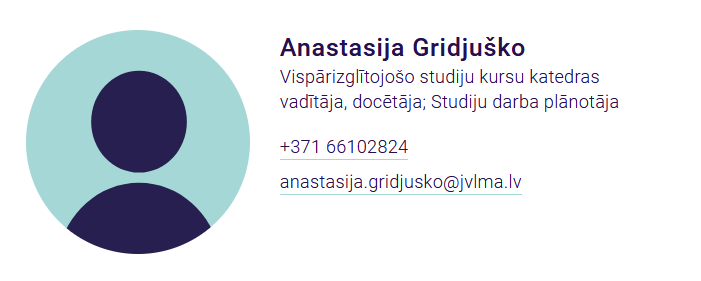 Anastasija Gridjuško
Vispārizglītojošo studiju kursu katedras
vadītāja, docētāja; Studiju darba plānotāja
+371 66102824
anastasija.gridjusko@jvlma.lv